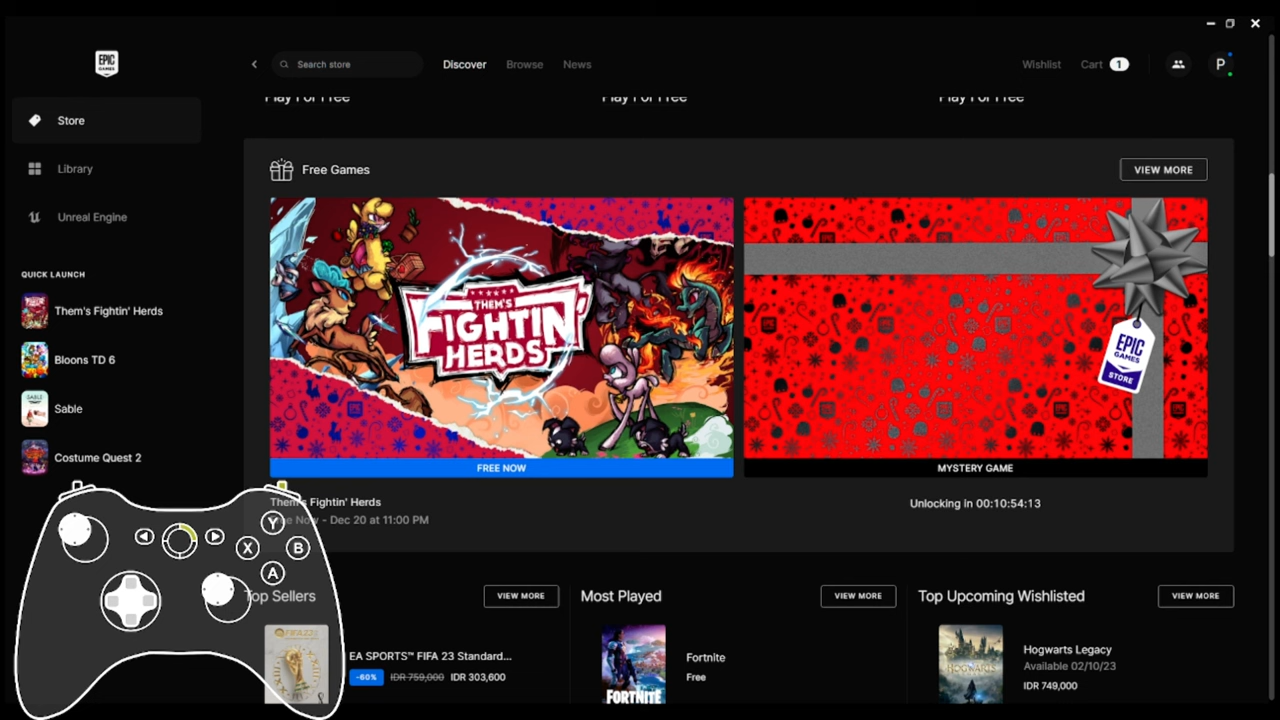 EPIC
GAMES
Search store
Discover
Browse
News
Wishlist
Cart
1
P
Play For Free
Play For Free
Play For Free
Store
Library
Unreal Engine
QUICK LAUNCH
Them's Fightin' Herds
Bloons TD 6
Sable
Costume Quest 2
Free Games
VIEW MORE
THEM'S
FIGHTIN'
HERDS
FREE NOW
Them's Fightin' Herds
Free Now - Dec 20 at 11:00 PM
EPIC
GAMES
STORE
MYSTERY GAME
Unlocking in 00:10:54:13
Y
X
B
A
Top Sellers
VIEW MORE
FIFA 23
EA SPORTS™ FIFA 23 Standard...
-60%
IDR 759,000
IDR 303,600
Most Played
VIEW MORE
FORTNITE
Fortnite
Free
Top Upcoming Wishlisted
VIEW MORE
HOGWARTS
Hogwarts Legacy
Available 02/10/23
IDR 749,000